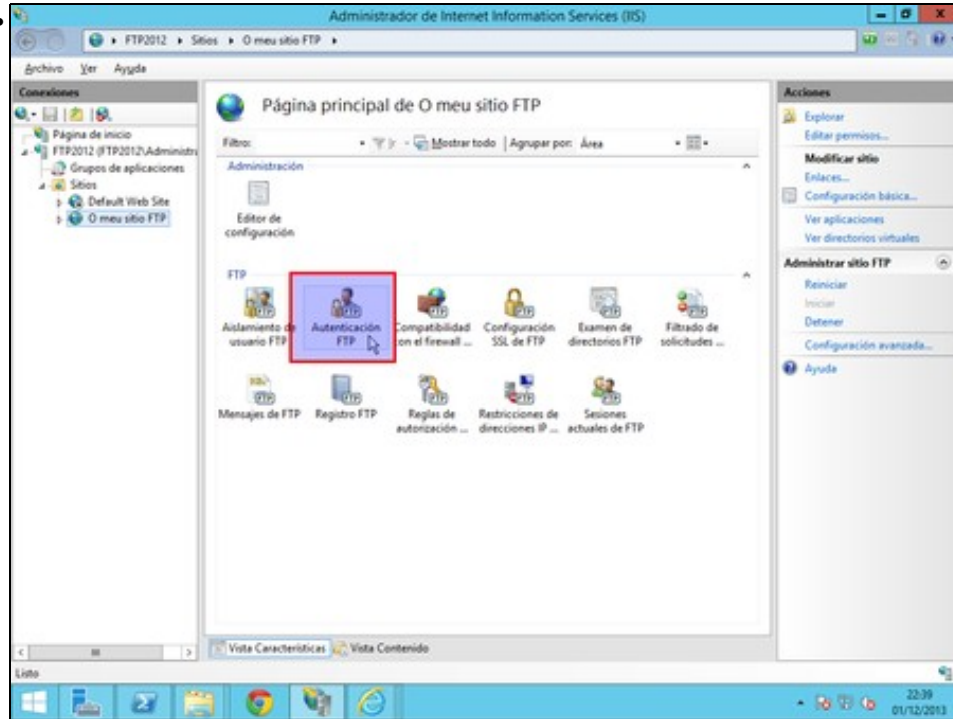 Administrador de Internet Information Services (IIS)
FTP2012 Sitios O meu sitio FTP
Archivo Ver Ayuda
Conexiones
Página de inicio
FTP2012 (FTP2012\Administr
Grupos de aplicaciones
Sitios
Default Web Site
O meu sitio FTP
Página principal de O meu sitio FTP
Filtro: Mostrar todo Agrupar por: Área
Administración
Editor de
configuración
FTP
Aislamiento de
usuario FTP
Autenticación
FTP
Compatibilidad
con el firewall ...
Configuración
SSL de FTP
Examen de
directorios FTP
Filtrado de
solicitudes ...
Mensajes de FTP
Registro FTP
Reglas de
autorización ...
Restricciones de
direcciones IP ...
Sesiones
actuales de FTP
Vista Características Vista Contenido
Acciones
Explorar
Editar permisos...
Modificar sitio
Enlaces...
Configuración básica...
Ver aplicaciones
Ver directorios virtuales
Administrar sitio FTP
Reiniciar
Iniciar
Detener
Configuración avanzada...
Ayuda
Listo
22:39
01/12/2013